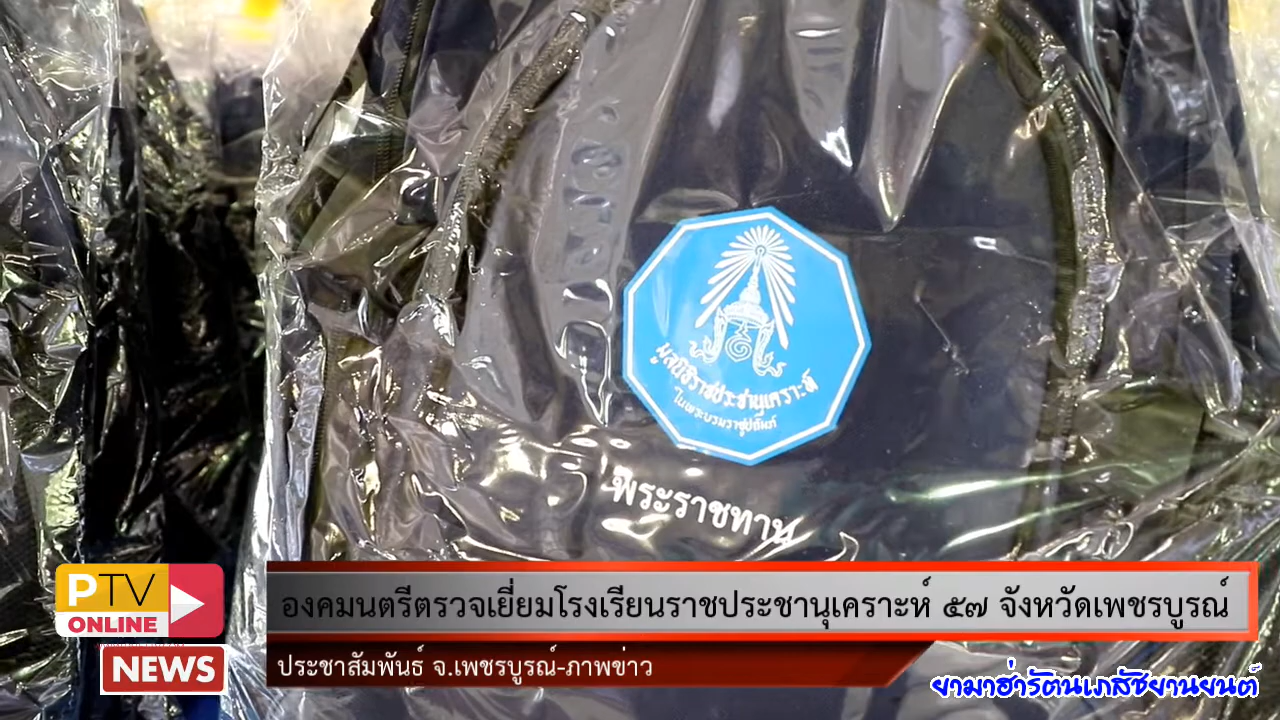 มูลนิธิราชประชานุเคราะห์
ในพระบรมราชูปถัมภ์
พระราชทาน
PTV
ONLINE
NEWS
องคมนตรีตรวจเยี่ยมโรงเรียนราชประชานุเคราะห์ ๕๗ จังหวัดเพชรบูรณ์
ประชาสัมพันธ์ จ.เพชรบูรณ์-ภาพข่าว
ยามาฮ่ารัตนเภสัชยานยนต์